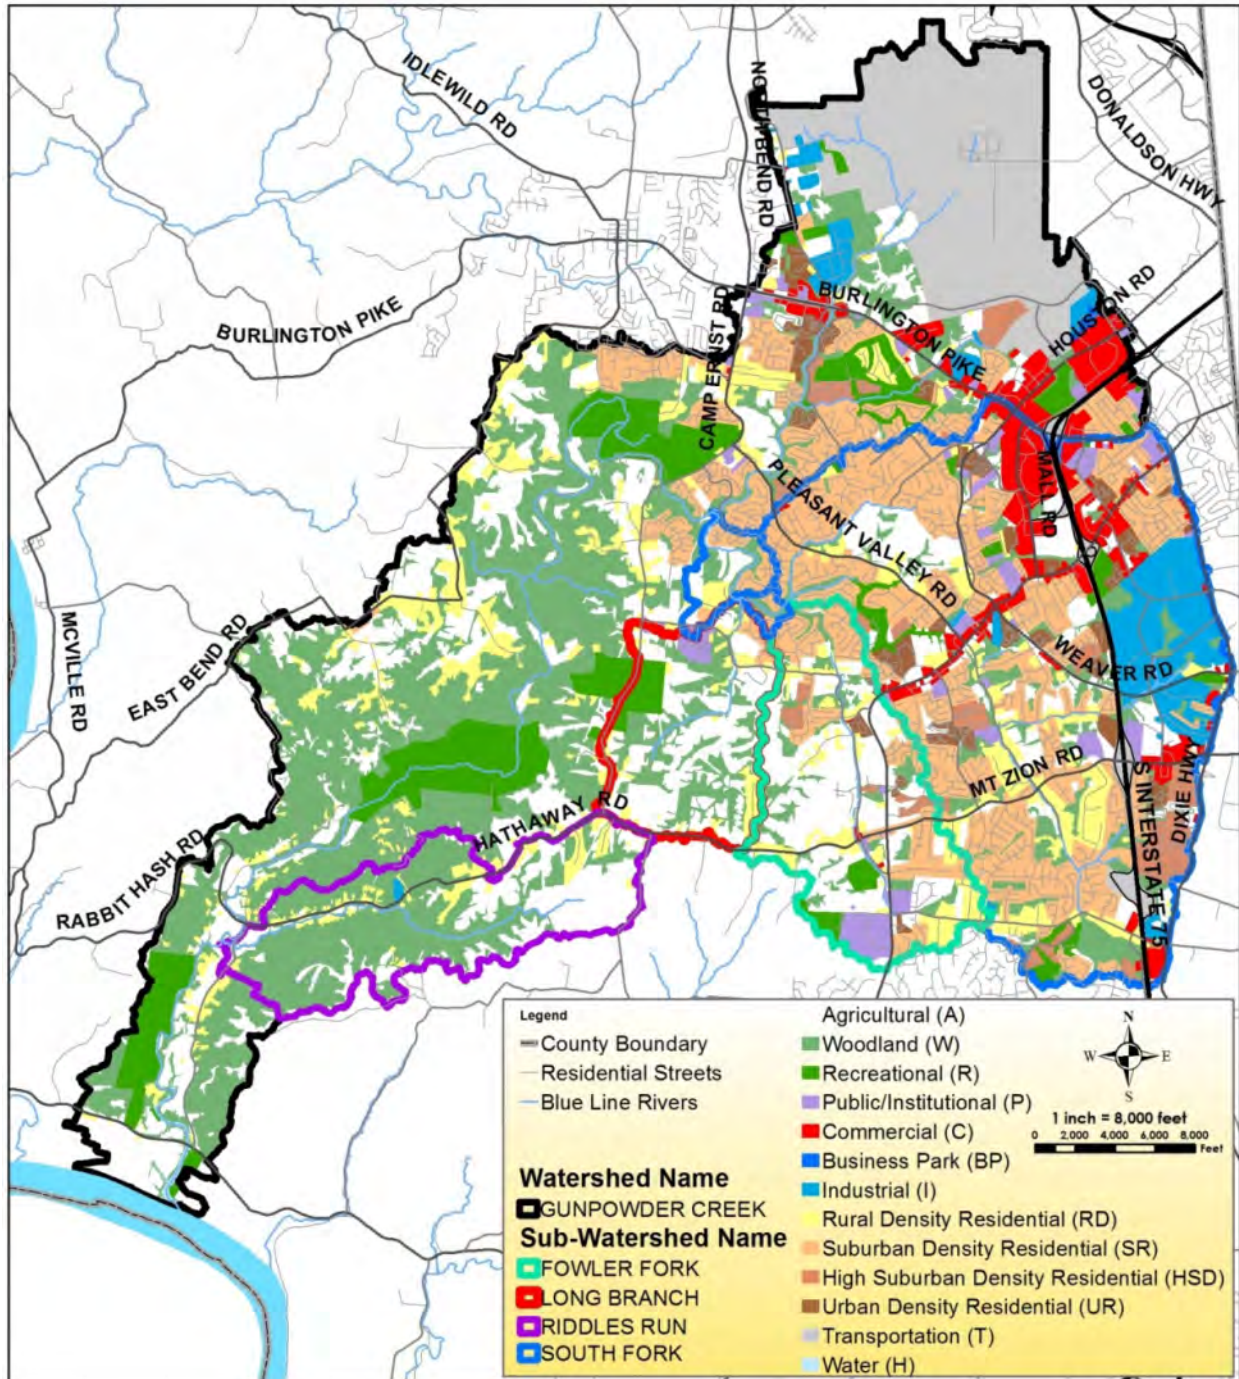 IDLEWILD RD
NORTHBEND RD
DONALDSON HWY
BURLINGTON PIKE
BURLINGTON PIKE
HOUSTON RD
CAMP ERNST RD
MALL RD
PLEASANT VALLEY RD
MCVILLE RD
EAST BEND RD
WEAVER RD
MT ZION RD
DIXIE HWY
S INTERSTATE 75
HATHAWAY RD
RABBIT HASH RD
Legend
County Boundary
Residential Streets
Blue Line Rivers
Watershed Name
GUNPOWDER CREEK
Sub-Watershed Name
FOWLER FORK
LONG BRANCH
RIDDLES RUN
SOUTH FORK
Agricultural (A)
Woodland (W)
Recreational (R)
Public/Institutional (P)
Commercial (C)
Business Park (BP)
Industrial (I)
Rural Density Residential (RD)
Suburban Density Residential (SR)
High Suburban Density Residential (HSD)
Urban Density Residential (UR)
Transportation (T)
Water (H)
N
W E
S
1 inch = 8,000 feet
0 2,000 4,000 6,000 8,000
Feet